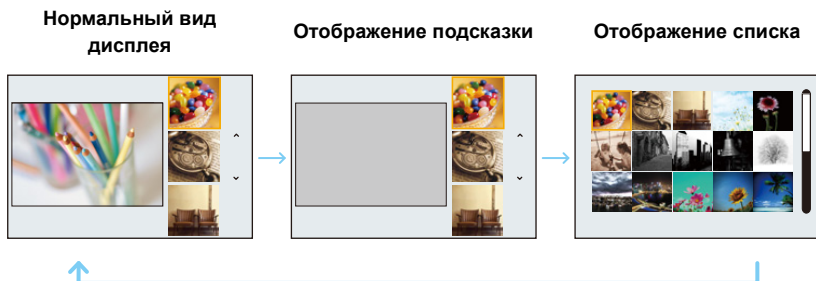 Нормальный вид
дисплея
Отображение подсказки
Отображение списка